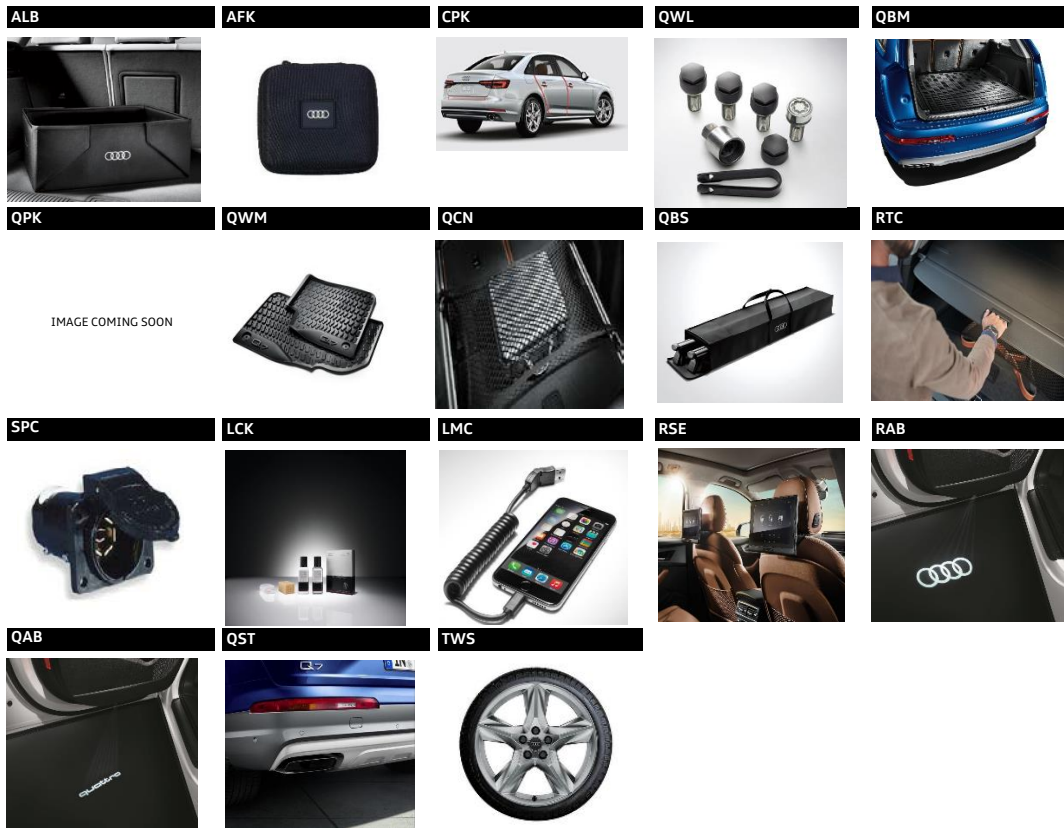 ALB
AFK
CPK
QWL
QBM
QPK
QWM
QCN
QBS
RTC
IMAGE COMING SOON
SPC
LCK
LMC
RSE
RAB
QAB
QST
TWS
Q7
quattro